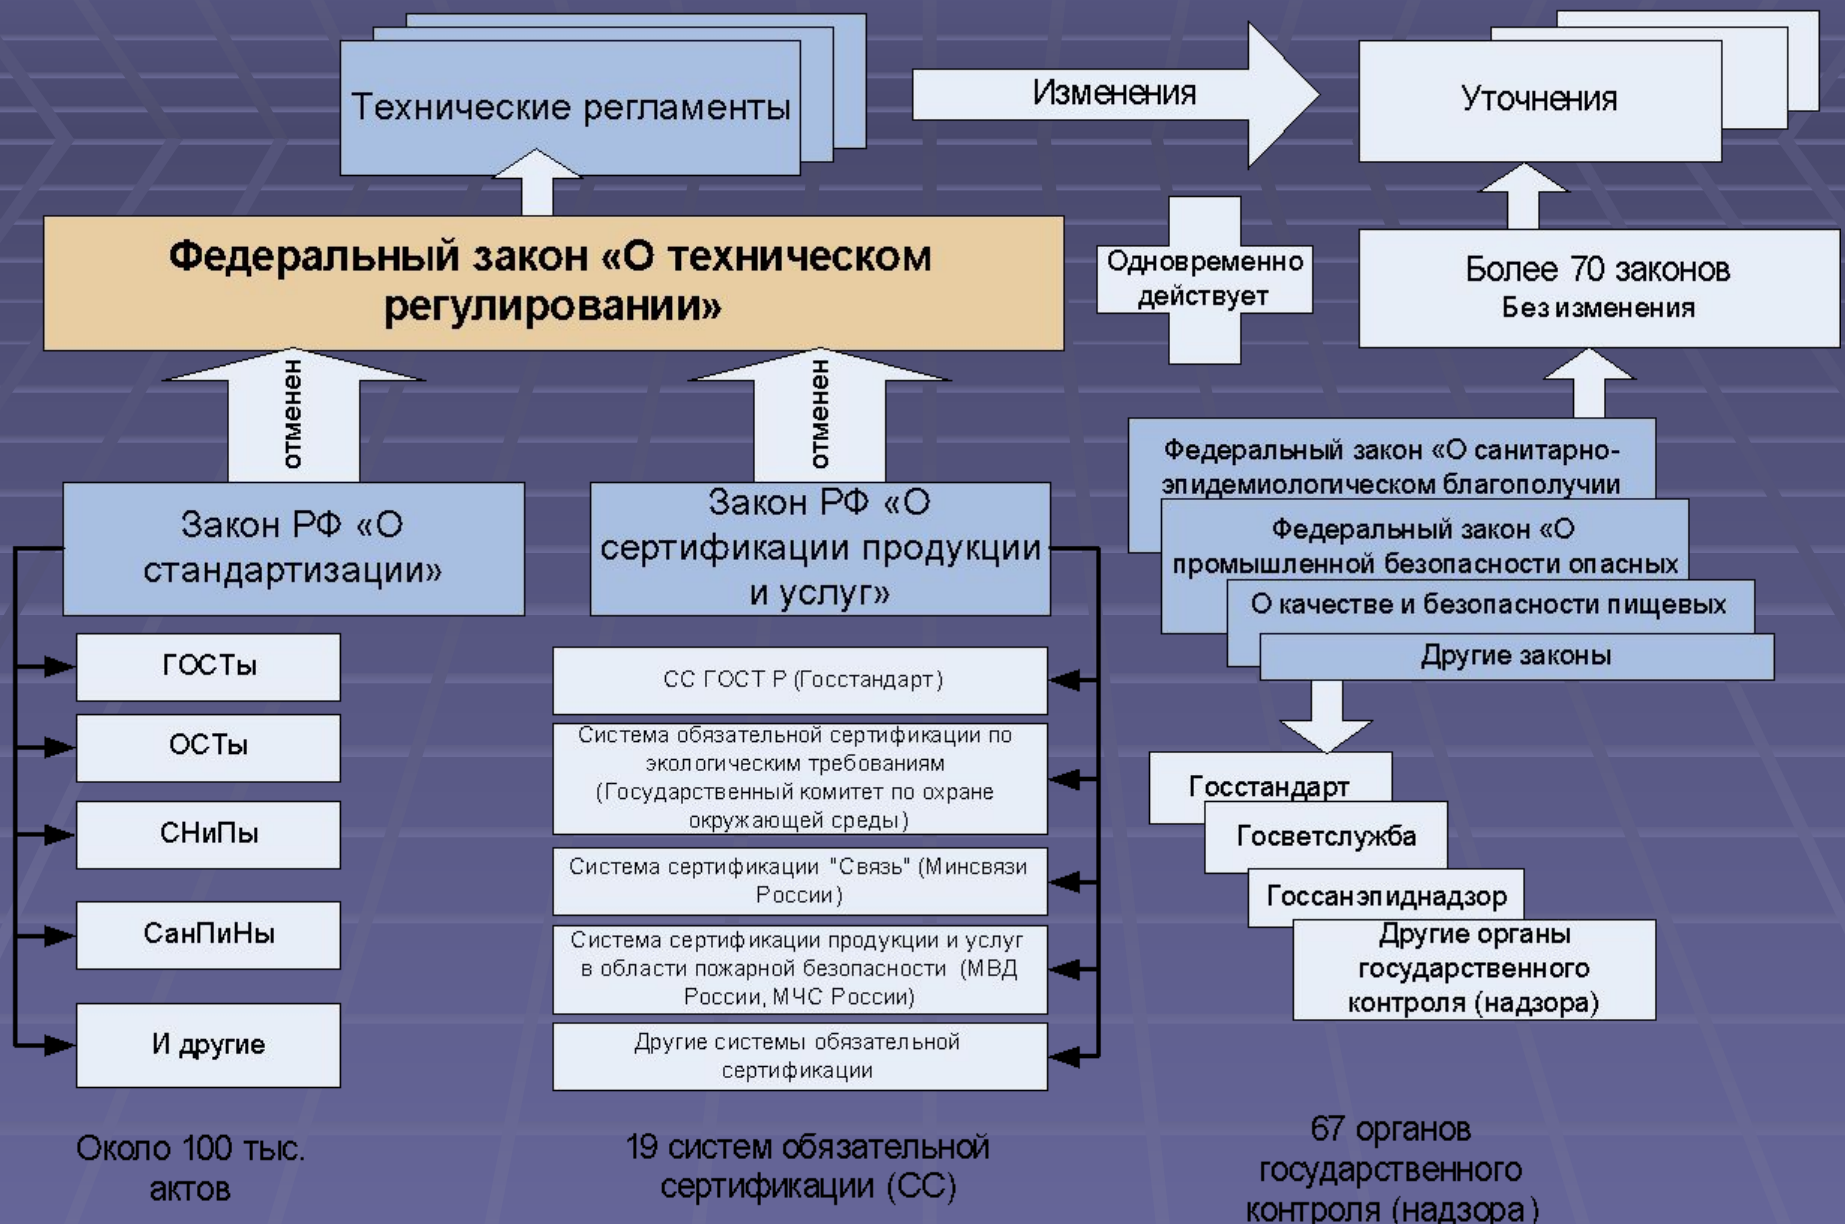 Технические регламенты
Изменения
Уточнения
Федеральный закон «О техническом
регулировании»
Одновременно
действует
Более 70 законов
Без изменения
отменен
отменен
Закон РФ «О
стандартизации»
ГОСТы
ОСТы
СНиПы
СанПиНы
И другие
Около 100 тыс.
актов
Закон РФ «О
сертификации продукции
и услуг»
СС ГОСТ Р (Госстандарт)
Система обязательной сертификации по
экологическим требованиям
(Государственный комитет по охране
окружающей среды)
Система сертификации "Связь" (Минсвязи
России)
Система сертификации продукции и услуг
в области пожарной безопасности (МВД
России, МЧС России)
Другие системы обязательной
сертификации
19 систем обязательной
сертификации (СС)
Федеральный закон «О санитарно-
эпидемиологическом благополучии
Федеральный закон «О
промышленной безопасности опасных
О качестве и безопасности пищевых
Другие законы
Госстандарт
Госветслужба
Госсанэпиднадзор
Другие органы
государственного
контроля (надзора)
67 органов
государственного
контроля (надзора)